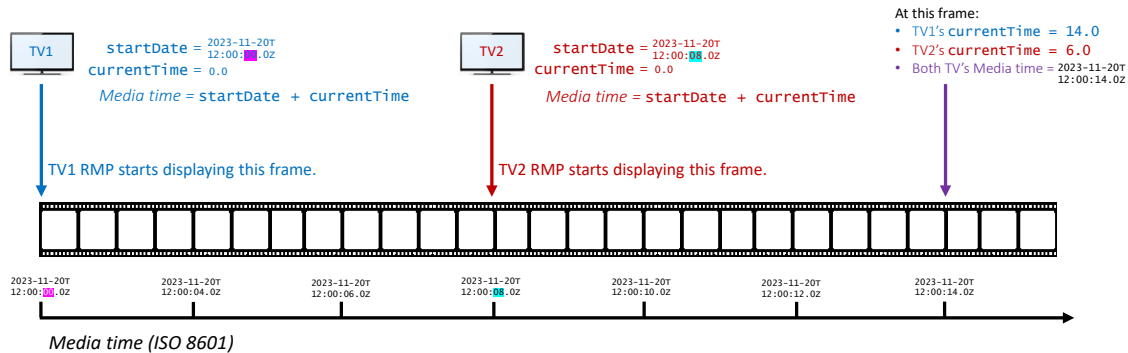 TV1
startDate = 2023-11-20T
12:00:00.0Z
currentTime = 0.0
Media time = startDate + currentTime
TV1 RMP starts displaying this frame.
TV2
startDate = 2023-11-20T
12:00:08.0Z
currentTime = 0.0
Media time = startDate + currentTime
TV2 RMP starts displaying this frame.
At this frame:
• TV1's currentTime = 14.0
• TV2's currentTime = 6.0
• Both TV's Media time = 2023-11-20T
12:00:14.0Z
2023-11-20T
12:00:00.0Z
2023-11-20T
12:00:04.0Z
2023-11-20T
12:00:06.0Z
2023-11-20T
12:00:08.0Z
2023-11-20T
12:00:10.0Z
2023-11-20T
12:00:12.0Z
2023-11-20T
12:00:14.0Z
Media time (ISO 8601)